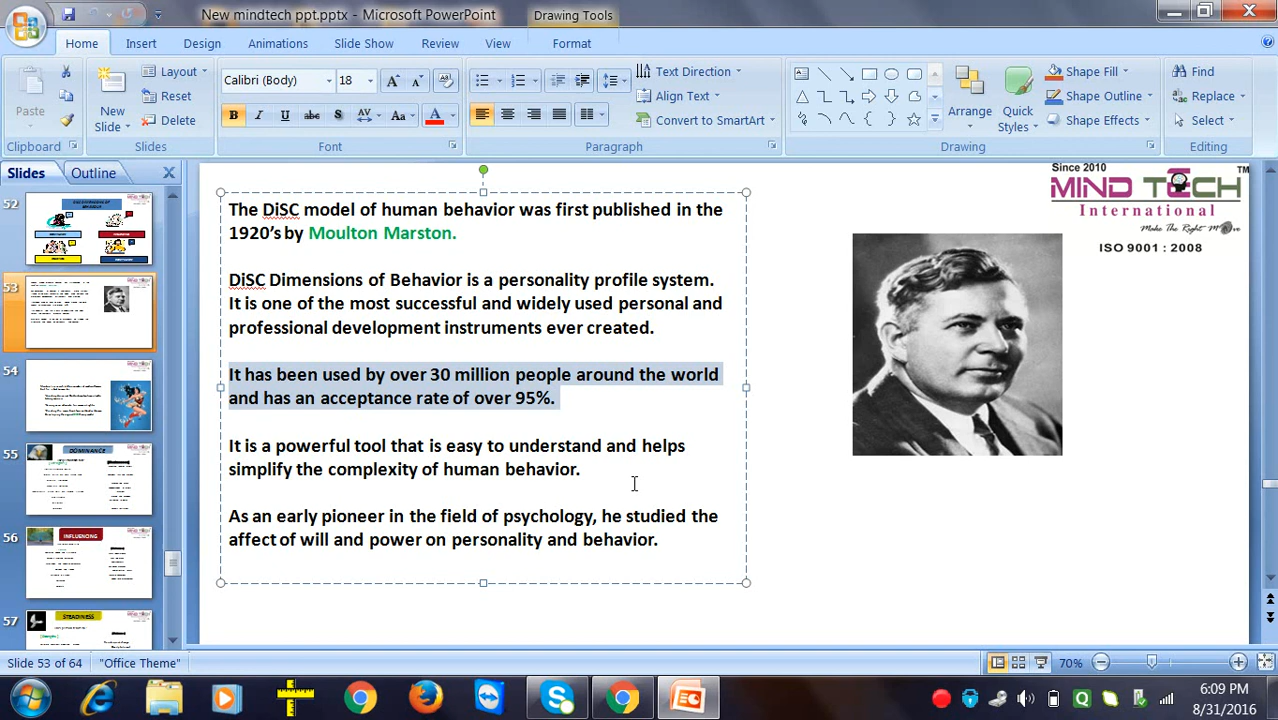 New mindtech ppt.pptx - Microsoft PowerPoint
Drawing Tools
Home
Insert
Design
Animations
Slide Show
Review
View
Format
Paste
Clipboard
New
Slide
Layout
Reset
Delete
Slides
Calibri (Body)
18
Font
Text Direction
Align Text
Convert to SmartArt
Paragraph
Arrange
Quick
Styles
Shape Fill
Shape Outline
Shape Effects
Drawing
Find
Replace
Select
Editing
Slides
Outline
52
53
54
55
DOMINANCE
56
INFLUENCING
57
STEADINESS
The DiSC model of human behavior was first published in the
1920's by Moulton Marston.
DiSC Dimensions of Behavior is a personality profile system.
It is one of the most successful and widely used personal and
professional development instruments ever created.
It has been used by over 30 million people around the world
and has an acceptance rate of over 95%.
It is a powerful tool that is easy to understand and helps
simplify the complexity of human behavior.
As an early pioneer in the field of psychology, he studied the
affect of will and power on personality and behavior.
Since 2010
TM
MIND TECH
International
Make The Right Move
ISO 9001 : 2008
Slide 53 of 64
"Office Theme"
70%
6:09 PM
8/31/2016